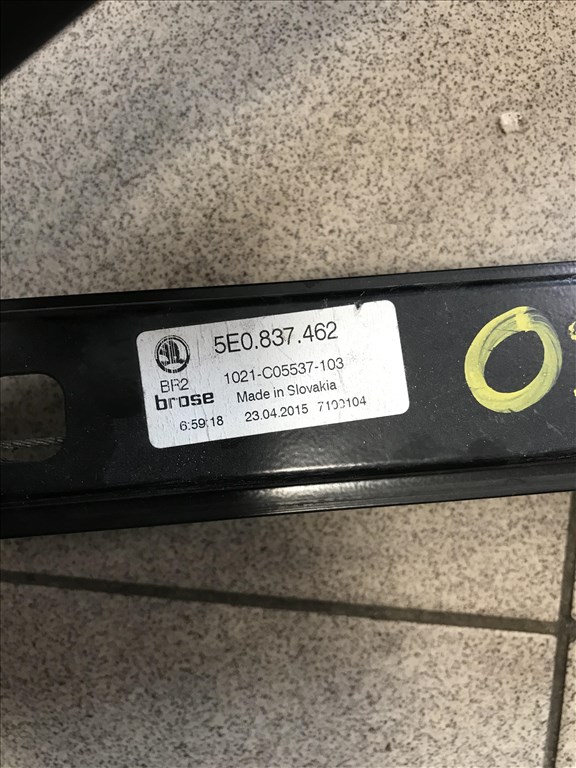 5E0.837.462
BR2
1021-C05537-103
brose
Made in Slovakia
6:59:18
23.04.2015